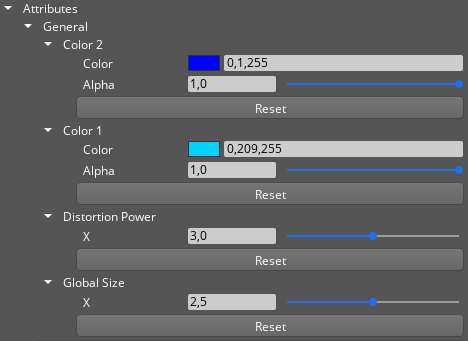 Attributes
General
Color 2
Color 0,1,255
Alpha 1,0
Reset
Color 1
Color 0,209,255
Alpha 1,0
Reset
Distortion Power
X 3,0
Reset
Global Size
X 2,5
Reset